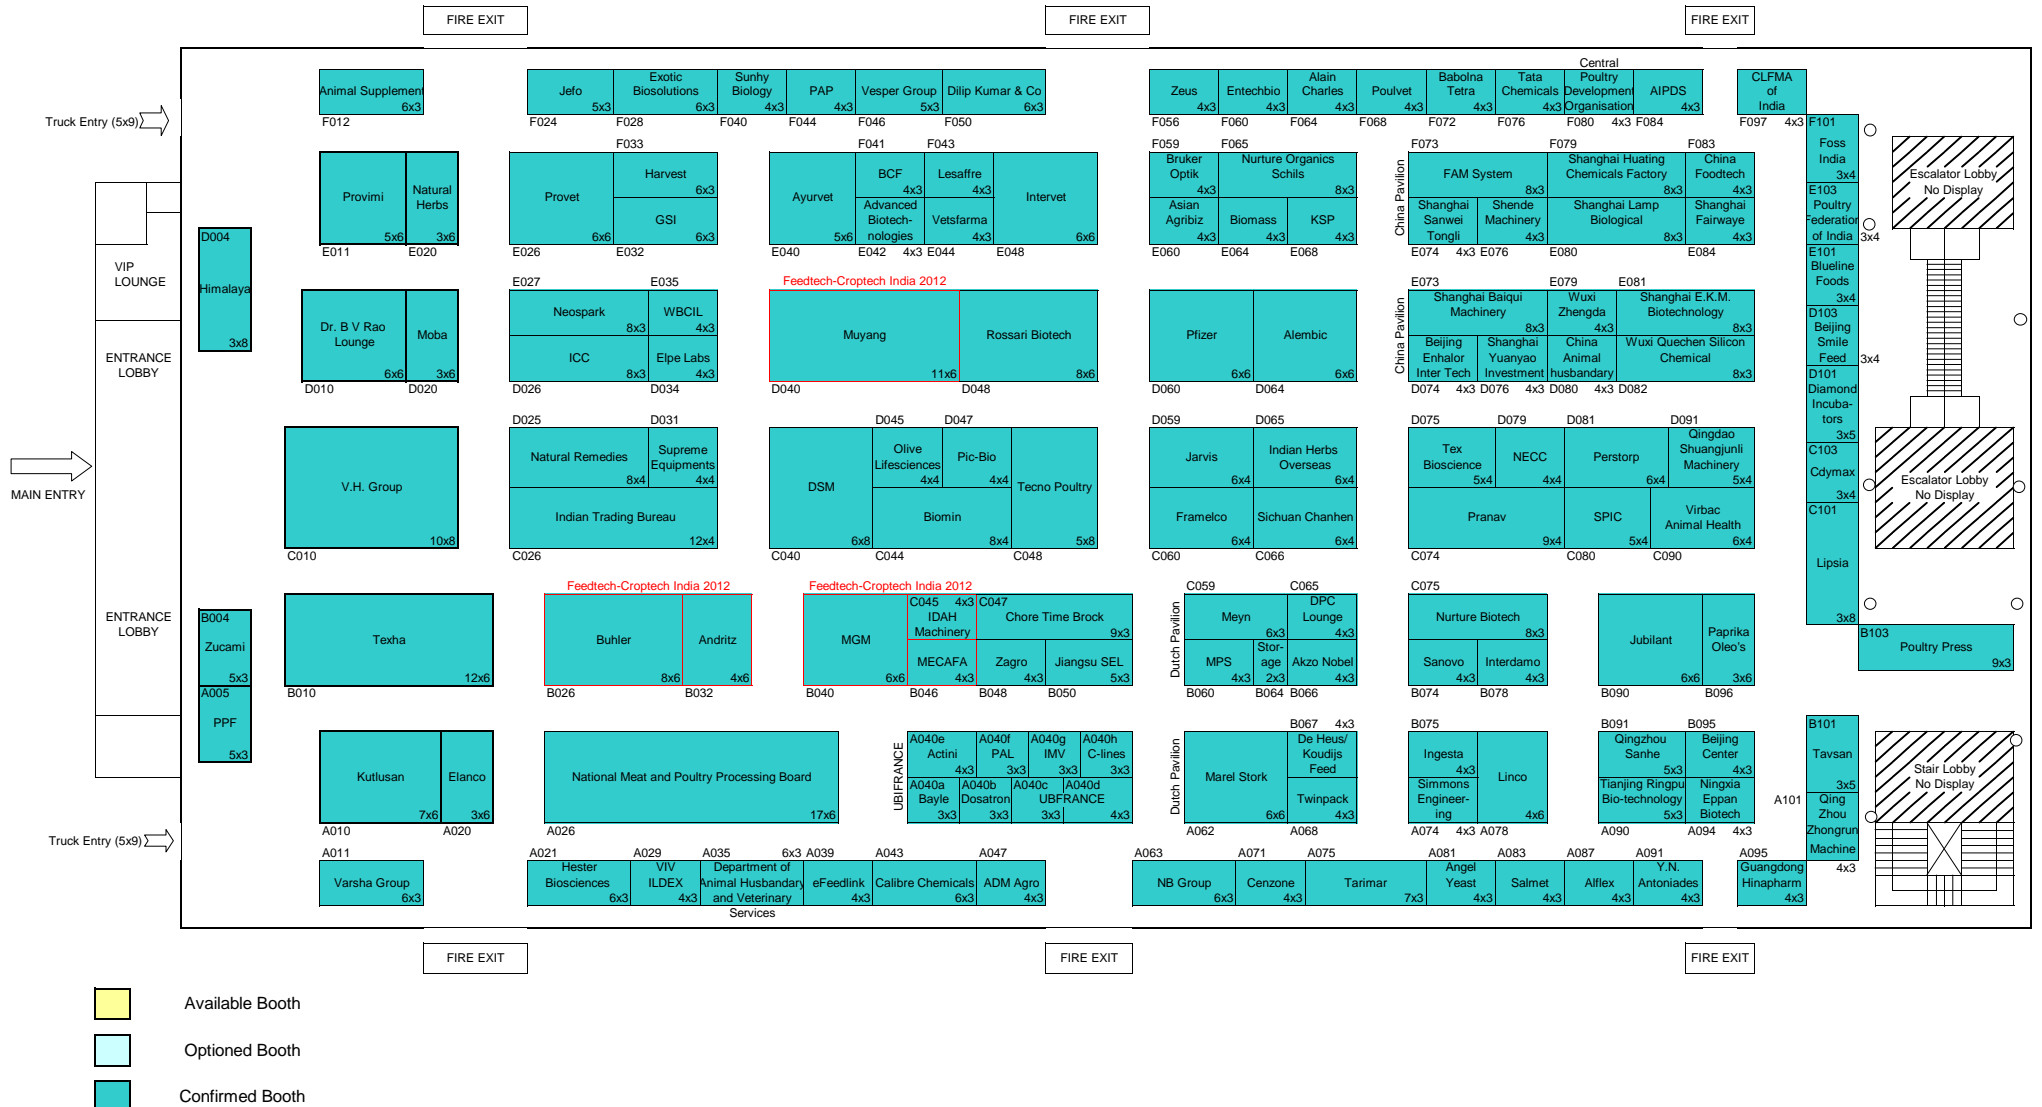 FIRE EXIT
FIRE EXIT
FIRE EXIT
Truck Entry (5x9)
Animal Supplement
6x3
F012
Jefo
5x3
F024
Exotic
Biosolutions
6x3
F028
Sunhy
Biology
4x3
F040
PAP
4x3
F044
Vesper Group
5x3
F046
Dilip Kumar & Co
6x3
F050
Zeus
4x3
F056
Entechbio
4x3
F060
Alain
Charles
4x3
F064
Poulvet
4x3
F068
Babolna
Tetra
4x3
F072
Tata
Chemicals
4x3
F076
Central
Poultry
Development
Organisation
F080 4x3
AIPDS
4x3
F084
CLFMA
of
India
F097 4x3
F101
Foss
India
3x4
E103
Poultry
Federation
of India
3x4
E101
Blueline
Foods
3x4
D103
Beijing
Smile
Feed
3x4
D101
Diamond
Incuba-
tors
3x5
C103
Cdymax
3x4
C101
Lipsia
3x8
B103
Poultry Press
9x3
B101
Tavsan
3x5
A101
Qing
Zhou
Zhongrun
Machine
4x3
Escalator Lobby
No Display
Escalator Lobby
No Display
Stair Lobby
No Display
VIP
LOUNGE
ENTRANCE
LOBBY
MAIN ENTRY
ENTRANCE
LOBBY
Truck Entry (5x9)
D004
Himalaya
3x8
B004
Zucami
5x3
A005
PPF
5x3
Provimi
5x6
E011
Natural
Herbs
3x6
E020
Provet
6x6
E026
F033
Harvest
6x3
GSI
6x3
E032
Ayurvet
5x6
E040
F041
BCF
4x3
Advanced
Biotech-
nologies
E042 4x3
F043
Lesaffre
4x3
Vetsfarma
4x3
E044
Intervet
6x6
E048
F059
Bruker
Optik
4x3
F065
Nurture Organics
Schils
8x3
Asian
Agribiz
4x3
E060
Biomass
4x3
E064
KSP
4x3
E068
China Pavilion
F073
FAM System
8x3
F079
Shanghai Huating
Chemicals Factory
8x3
F083
China
Foodtech
4x3
Shanghai
Sanwei
Tongli
E074 4x3
Shende
Machinery
4x3
E076
Shanghai Lamp
Biological
8x3
E080
Shanghai
Fairwaye
4x3
E084
Dr. B V Rao
Lounge
6x6
D010
Moba
3x6
D020
E027
Neospark
8x3
E035
WBCIL
4x3
ICC
8x3
D026
Elpe Labs
4x3
D034
Feedtech-Croptech India 2012
Muyang
11x6
D040
Rossari Biotech
8x6
D048
Pfizer
6x6
D060
Alembic
6x6
D064
China Pavilion
E073
Shanghai Baiqui
Machinery
8x3
E079
Wuxi
Zhengda
4x3
E081
Shanghai E.K.M.
Biotechnology
8x3
Beijing
Enhalor
Inter Tech
D074 4x3
Shanghai
Yuanyao
Investment
D076 4x3
China
Animal
husbandary
D080 4x3
Wuxi Quechen Silicon
Chemical
8x3
D082
V.H. Group
10x8
C010
D025
Natural Remedies
8x4
D031
Supreme
Equipments
4x4
Indian Trading Bureau
12x4
C026
DSM
6x8
C040
D045
Olive
Lifesciences
4x4
D047
Pic-Bio
4x4
Biomin
8x4
C044
Tecno Poultry
5x8
C048
D059
Jarvis
6x4
D065
Indian Herbs
Overseas
6x4
Framelco
6x4
C060
Sichuan Chanhen
6x4
C066
D075
Tex
Bioscience
5x4
D079
NECC
4x4
D081
Perstorp
6x4
D091
Qingdao
Shuangjunli
Machinery
5x4
Pranav
9x4
C074
SPIC
5x4
C080
Virbac
Animal Health
6x4
C090
Texha
12x6
B010
Feedtech-Croptech India 2012
Buhler
8x6
B026
Andritz
4x6
B032
Feedtech-Croptech India 2012
MGM
6x6
B040
C045 4x3
IDAH
Machinery
MECAFA
4x3
B046
C047
Chore Time Brock
9x3
Zagro
4x3
B048
Jiangsu SEL
5x3
B050
Dutch Pavilion
C059
Meyn
6x3
C065
DPC
Lounge
4x3
MPS
4x3
B060
Stor-
age
2x3
B064
Akzo Nobel
4x3
B066
C075
Nurture Biotech
8x3
Sanovo
4x3
B074
Interdamo
4x3
B078
Jubilant
6x6
B090
Paprika
Oleo's
3x6
B096
Kutlusan
7x6
A010
Elanco
3x6
A020
National Meat and Poultry Processing Board
17x6
A026
UBIFRANCE
A040e
Actini
4x3
A040f
PAL
3x3
A040g
IMV
3x3
A040h
C-lines
3x3
A040a
Bayle
3x3
A040b
Dosatron
3x3
A040c
A040d
UBFRANCE
3x3
4x3
Dutch Pavilion
Marel Stork
6x6
A062
B067 4x3
De Heus/
Koudijs
Feed
Twinpack
4x3
A068
B075
Ingesta
4x3
Simmons
Engineer-
ing
A074 4x3
Linco
4x6
A078
B091
Qingzhou
Sanhe
5x3
B095
Beijing
Center
4x3
Tianjing Ringpu
Bio-technology
5x3
A090
Ningxia
Eppan
Biotech
A094 4x3
A011
Varsha Group
6x3
A021
Hester
Biosciences
6x3
A029
VIV
ILDEX
4x3
A035 6x3
Department of
Animal Husbandary
and Veterinary
Services
A039
eFeedlink
4x3
A043
Calibre Chemicals
6x3
A047
ADM Agro
4x3
A063
NB Group
6x3
A071
Cenzone
4x3
A075
Tarimar
7x3
A081
Angel
Yeast
4x3
A083
Salmet
4x3
A087
Alflex
4x3
A091
Y.N.
Antoniades
4x3
A095
Guangdong
Hinapharm
4x3
FIRE EXIT
FIRE EXIT
FIRE EXIT
Available Booth
Optioned Booth
Confirmed Booth